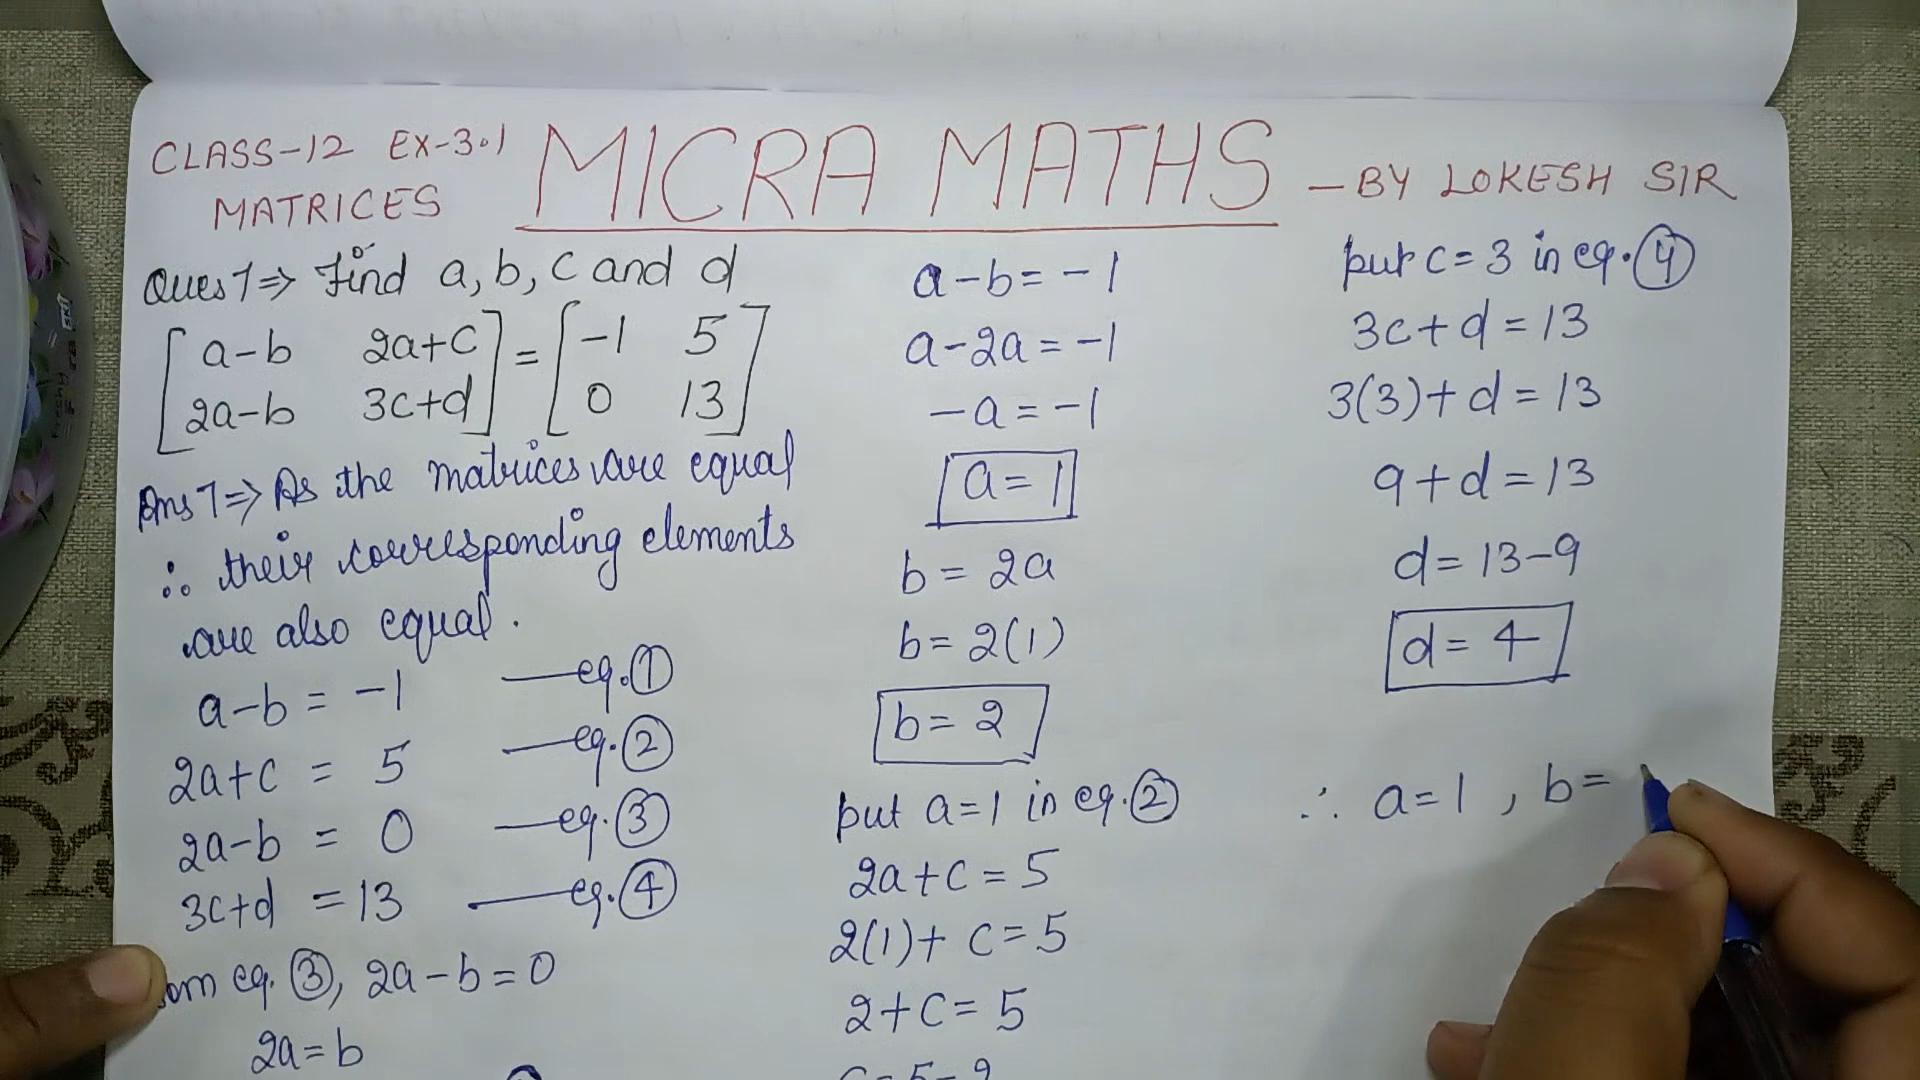 CLASS-12 EX-3.1
MATRICES
MICRA MATHS
- BY LOKESH SIR
Ques 7⇒ Find a, b, c and d
[a-b 2a+c] = [-1 5]
[2a-b 3c+d] [0 13]
Ans 7⇒ As the matrices are equal
∴ their corresponding elements
are also equal.
a-b = -1 —eq.①
2a+c = 5 —eq.②
2a-b = 0 —eq.③
3c+d = 13 —eq.④
eq. ③, 2a-b=0
2a=b
a-b=-1
a-2a=-1
-a=-1
a=1
b=2a
b=2(1)
b=2
put a=1 in eq.②
2a+c=5
2(1)+c=5
2+c=5
c=5-2
put c=3 in eq.④
3c+d=13
3(3)+d=13
9+d=13
d=13-9
d=4
∴ a=1, b=